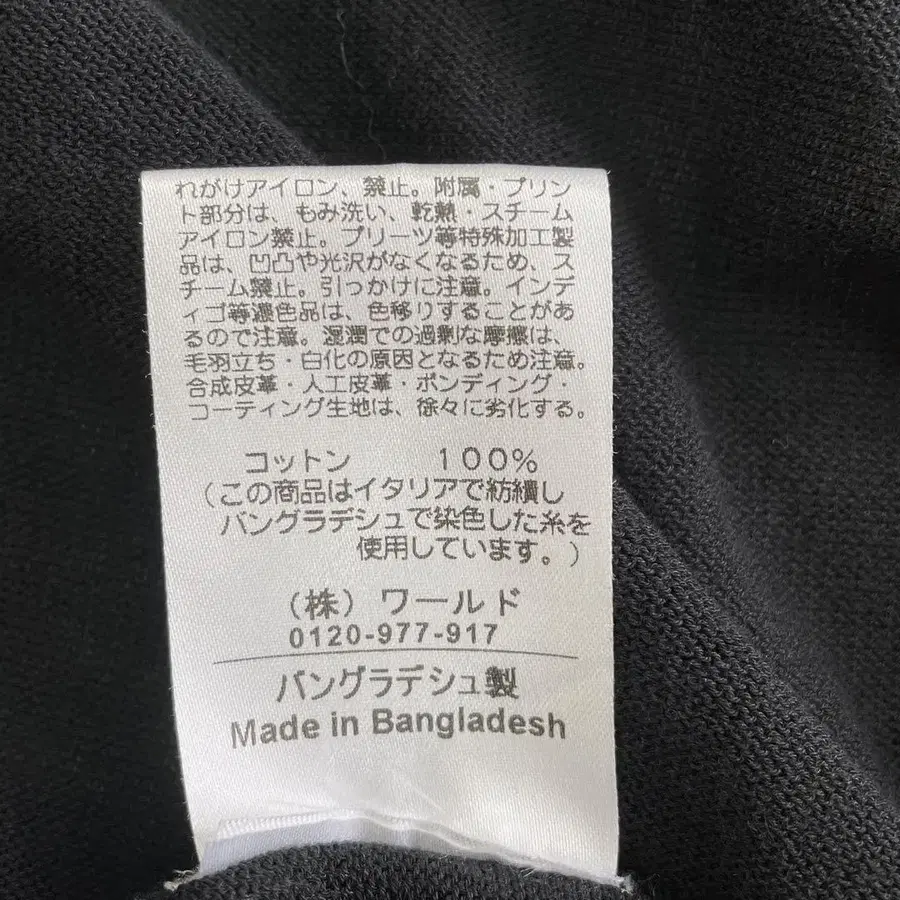 れがけアイロン、禁止。附属・プリン
ト部分は、もみ洗い、乾熱・スチーム
アイロン禁止。プリーツ等特殊加工製
品は、凹凸や光沢がなくなるため、ス
チーム禁止。引っかけに注意。インデ
ィゴ等濃色品は、色移りすることがあ
るので注意。湿潤での過剰な摩擦は、
毛羽立ち・白化の原因となるため注意。
合成皮革・人工皮革・ボンディング・
コーティング生地は、徐々に劣化する。
コットン 100%
（この商品はイタリアで紡績し
バングラデシュで染色した糸を
使用しています。）
（株）ワールド
0120-977-917
バングラデシュ製
Made in Bangladesh